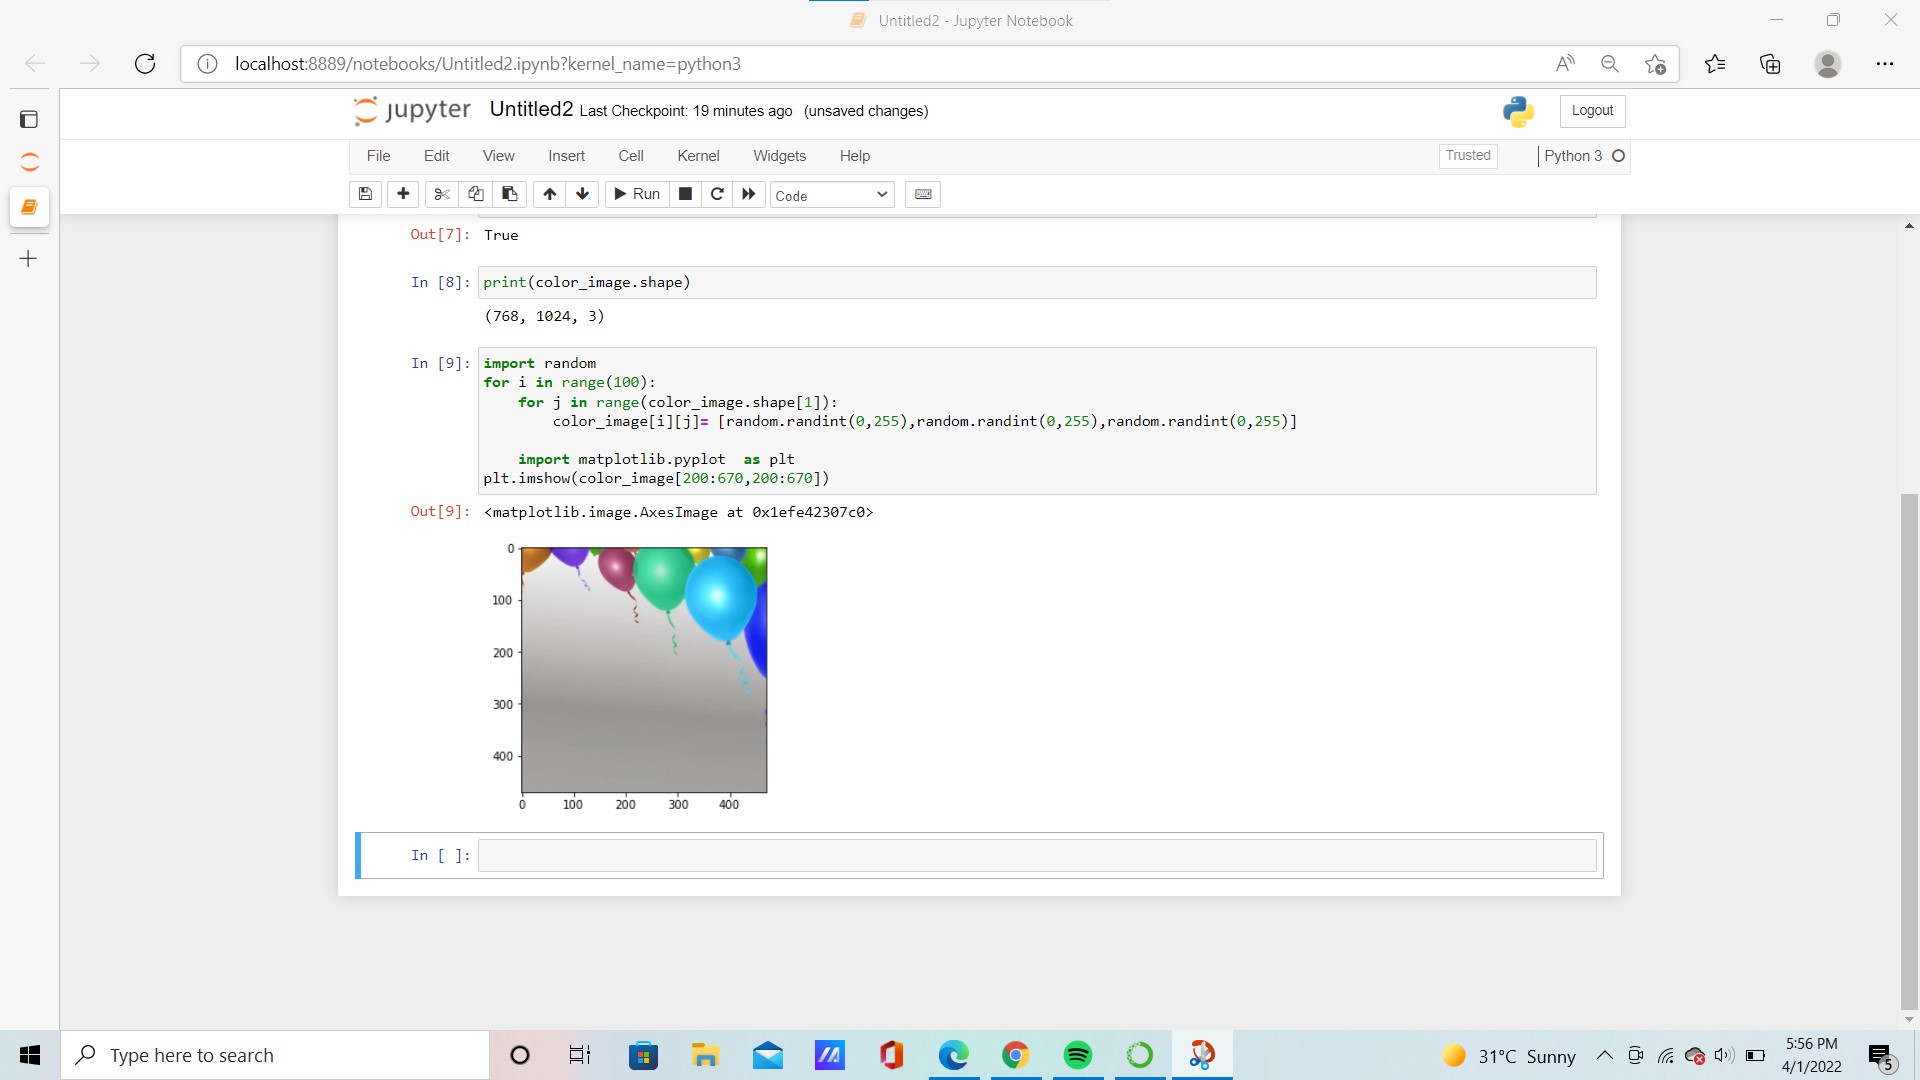 Untitled2 - Jupyter Notebook
localhost:8889/notebooks/Untitled2.ipynb?kernel_name=python3
jupyter Untitled2 Last Checkpoint: 19 minutes ago (unsaved changes)
Logout
File Edit View Insert Cell Kernel Widgets Help
Trusted Python 3
Run Code
Out[7]: True
In [8]: print(color_image.shape)
(768, 1024, 3)
In [9]: import random
for i in range(100):
    for j in range(color_image.shape[1]):
        color_image[i][j]= [random.randint(0,255),random.randint(0,255),random.randint(0,255)]
    import matplotlib.pyplot  as plt
plt.imshow(color_image[200:670,200:670])
Out[9]: <matplotlib.image.AxesImage at 0x1efe42307c0>
0
100
200
300
400
0 100 200 300 400
In [ ]:
Type here to search
31°C Sunny
5:56 PM
4/1/2022
5